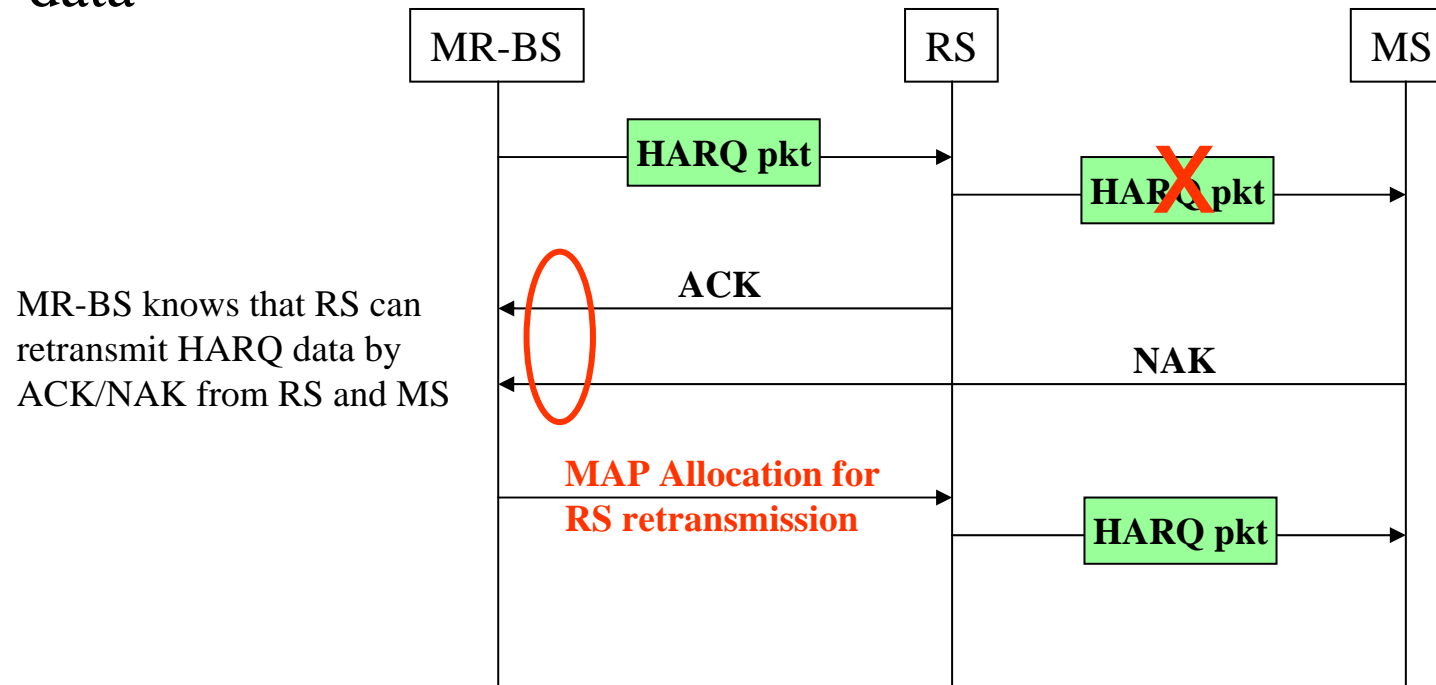 data
MR-BS
RS
MS
HARQ pkt
HARQ pkt
X
ACK
MR-BS knows that RS can
retransmit HARQ data by
ACK/NAK from RS and MS
NAK
MAP Allocation for
RS retransmission
HARQ pkt